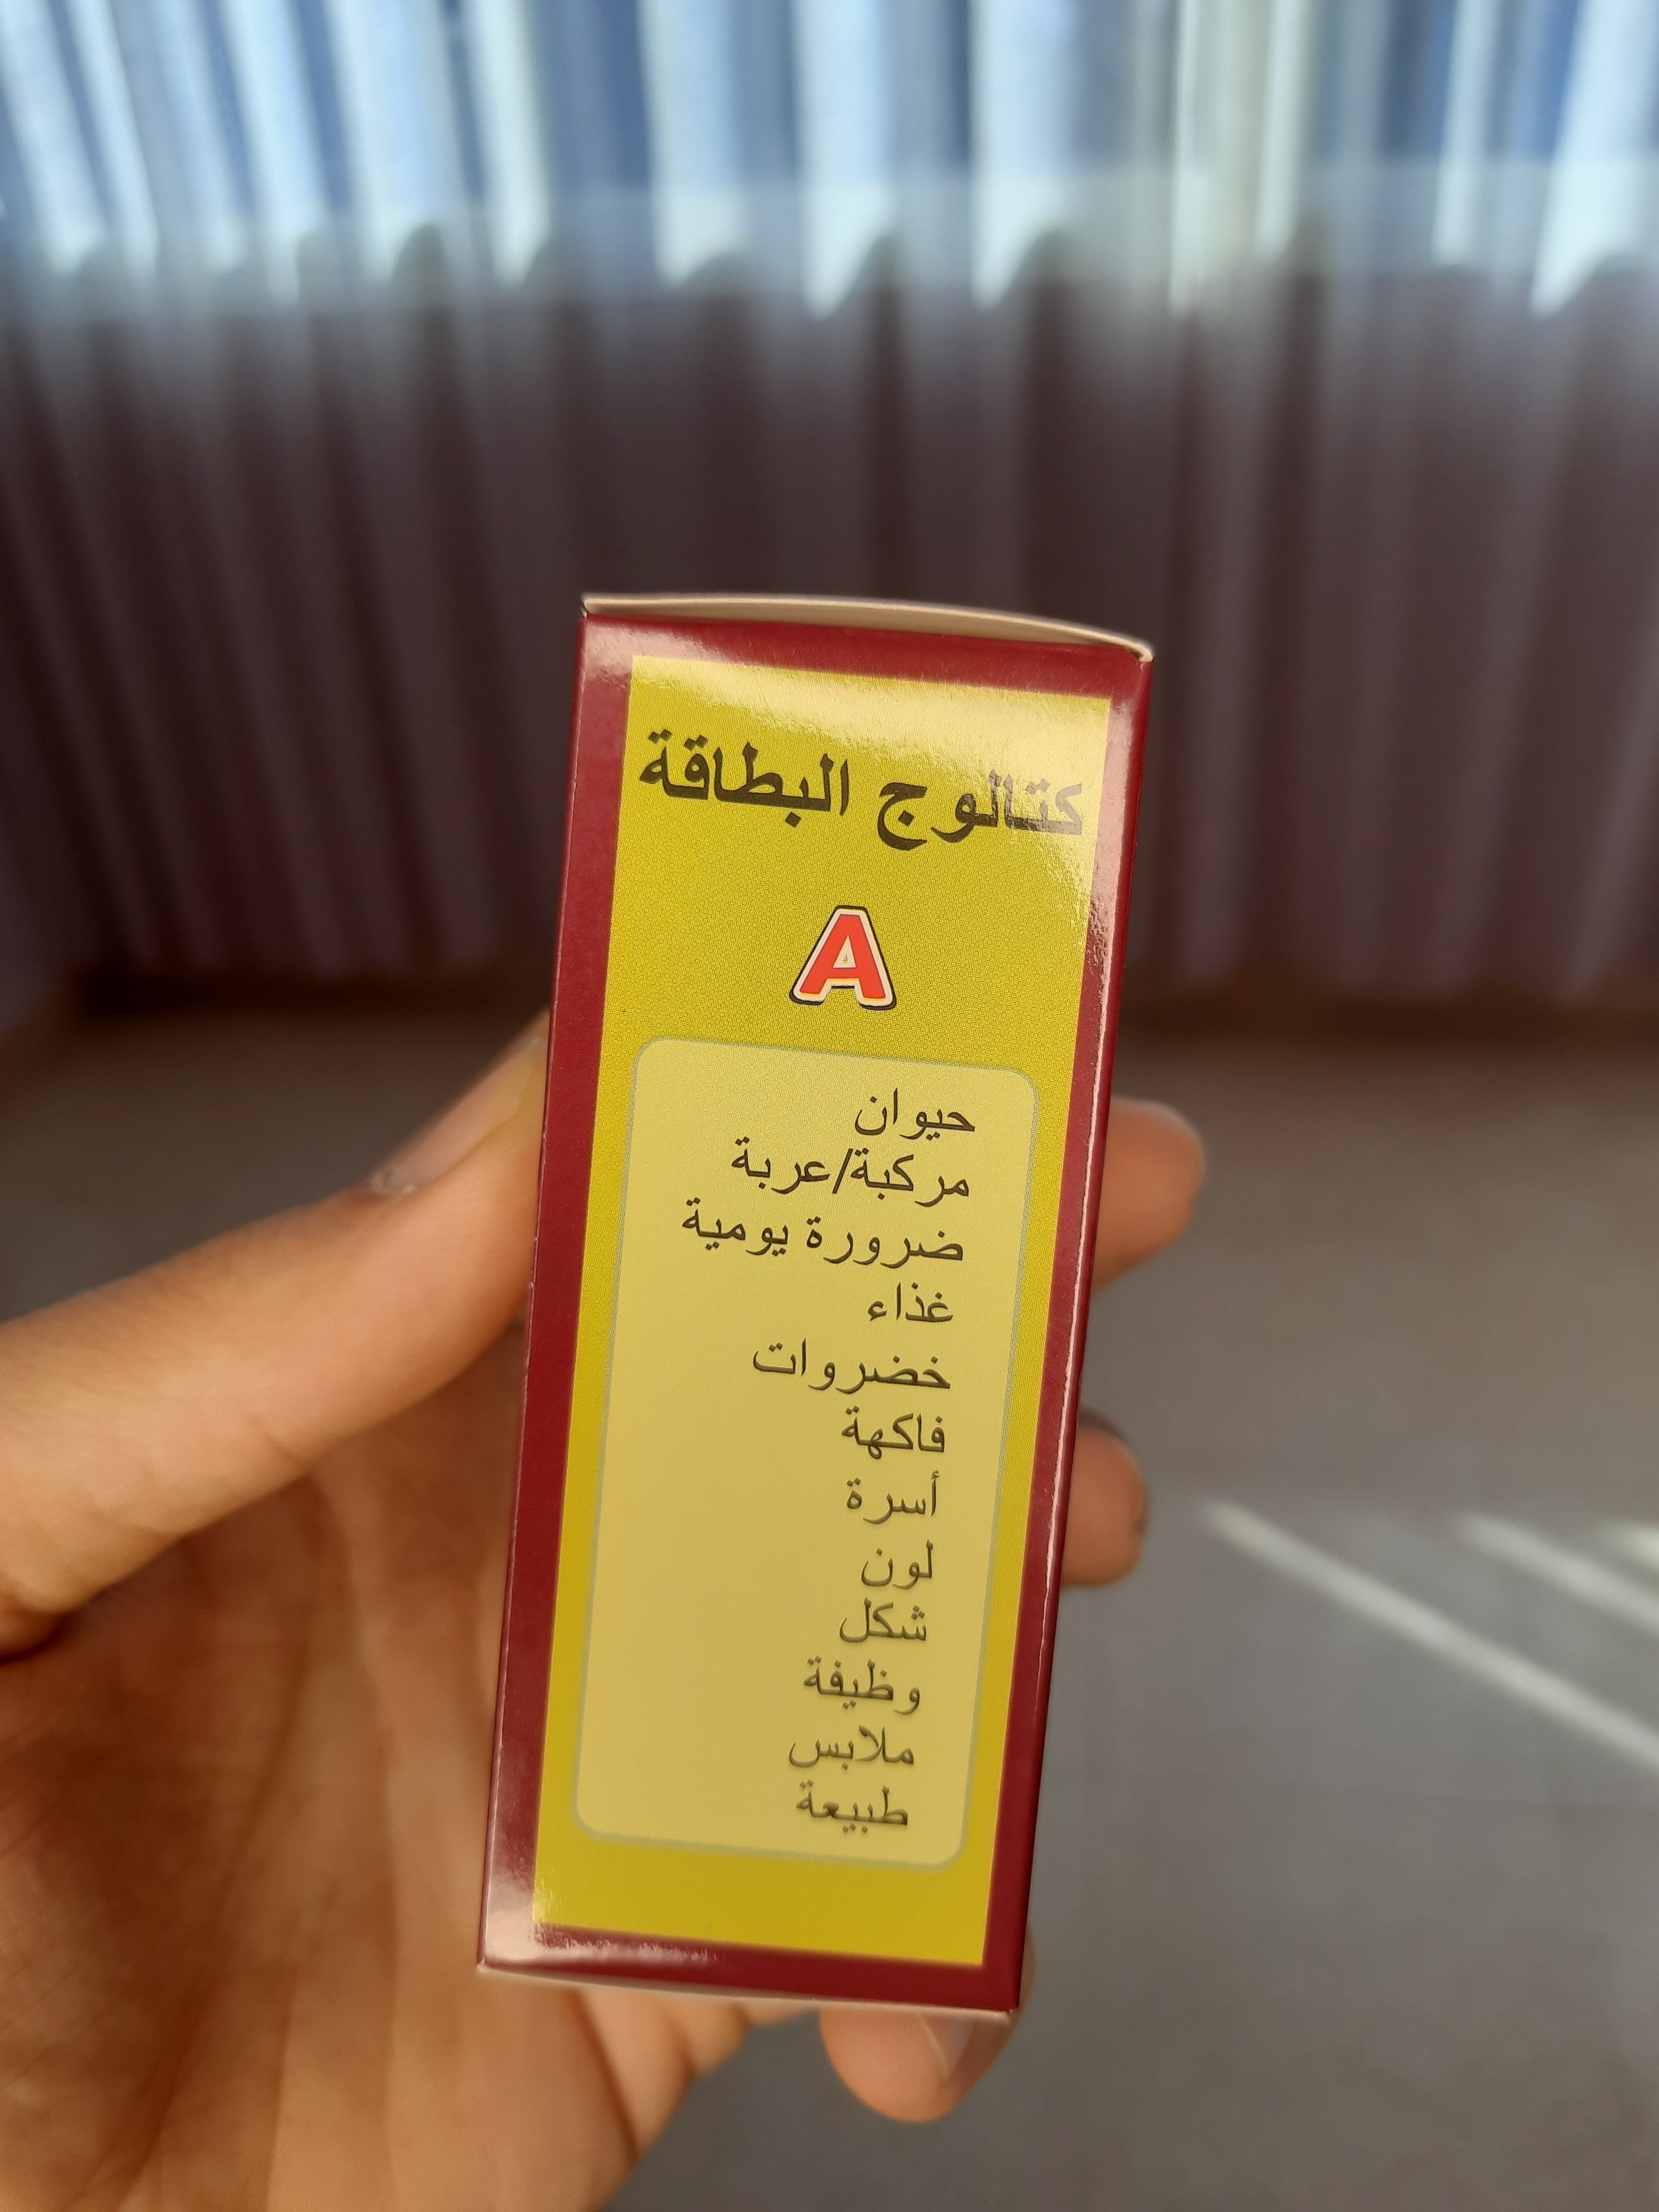 كتالوج البطاقة
A
حيوان
مركبة/عربة
ضرورة يومية
غذاء
خضروات
فاكهة
أسرة
لون
شكل
وظيفة
ملابس
طبيعة